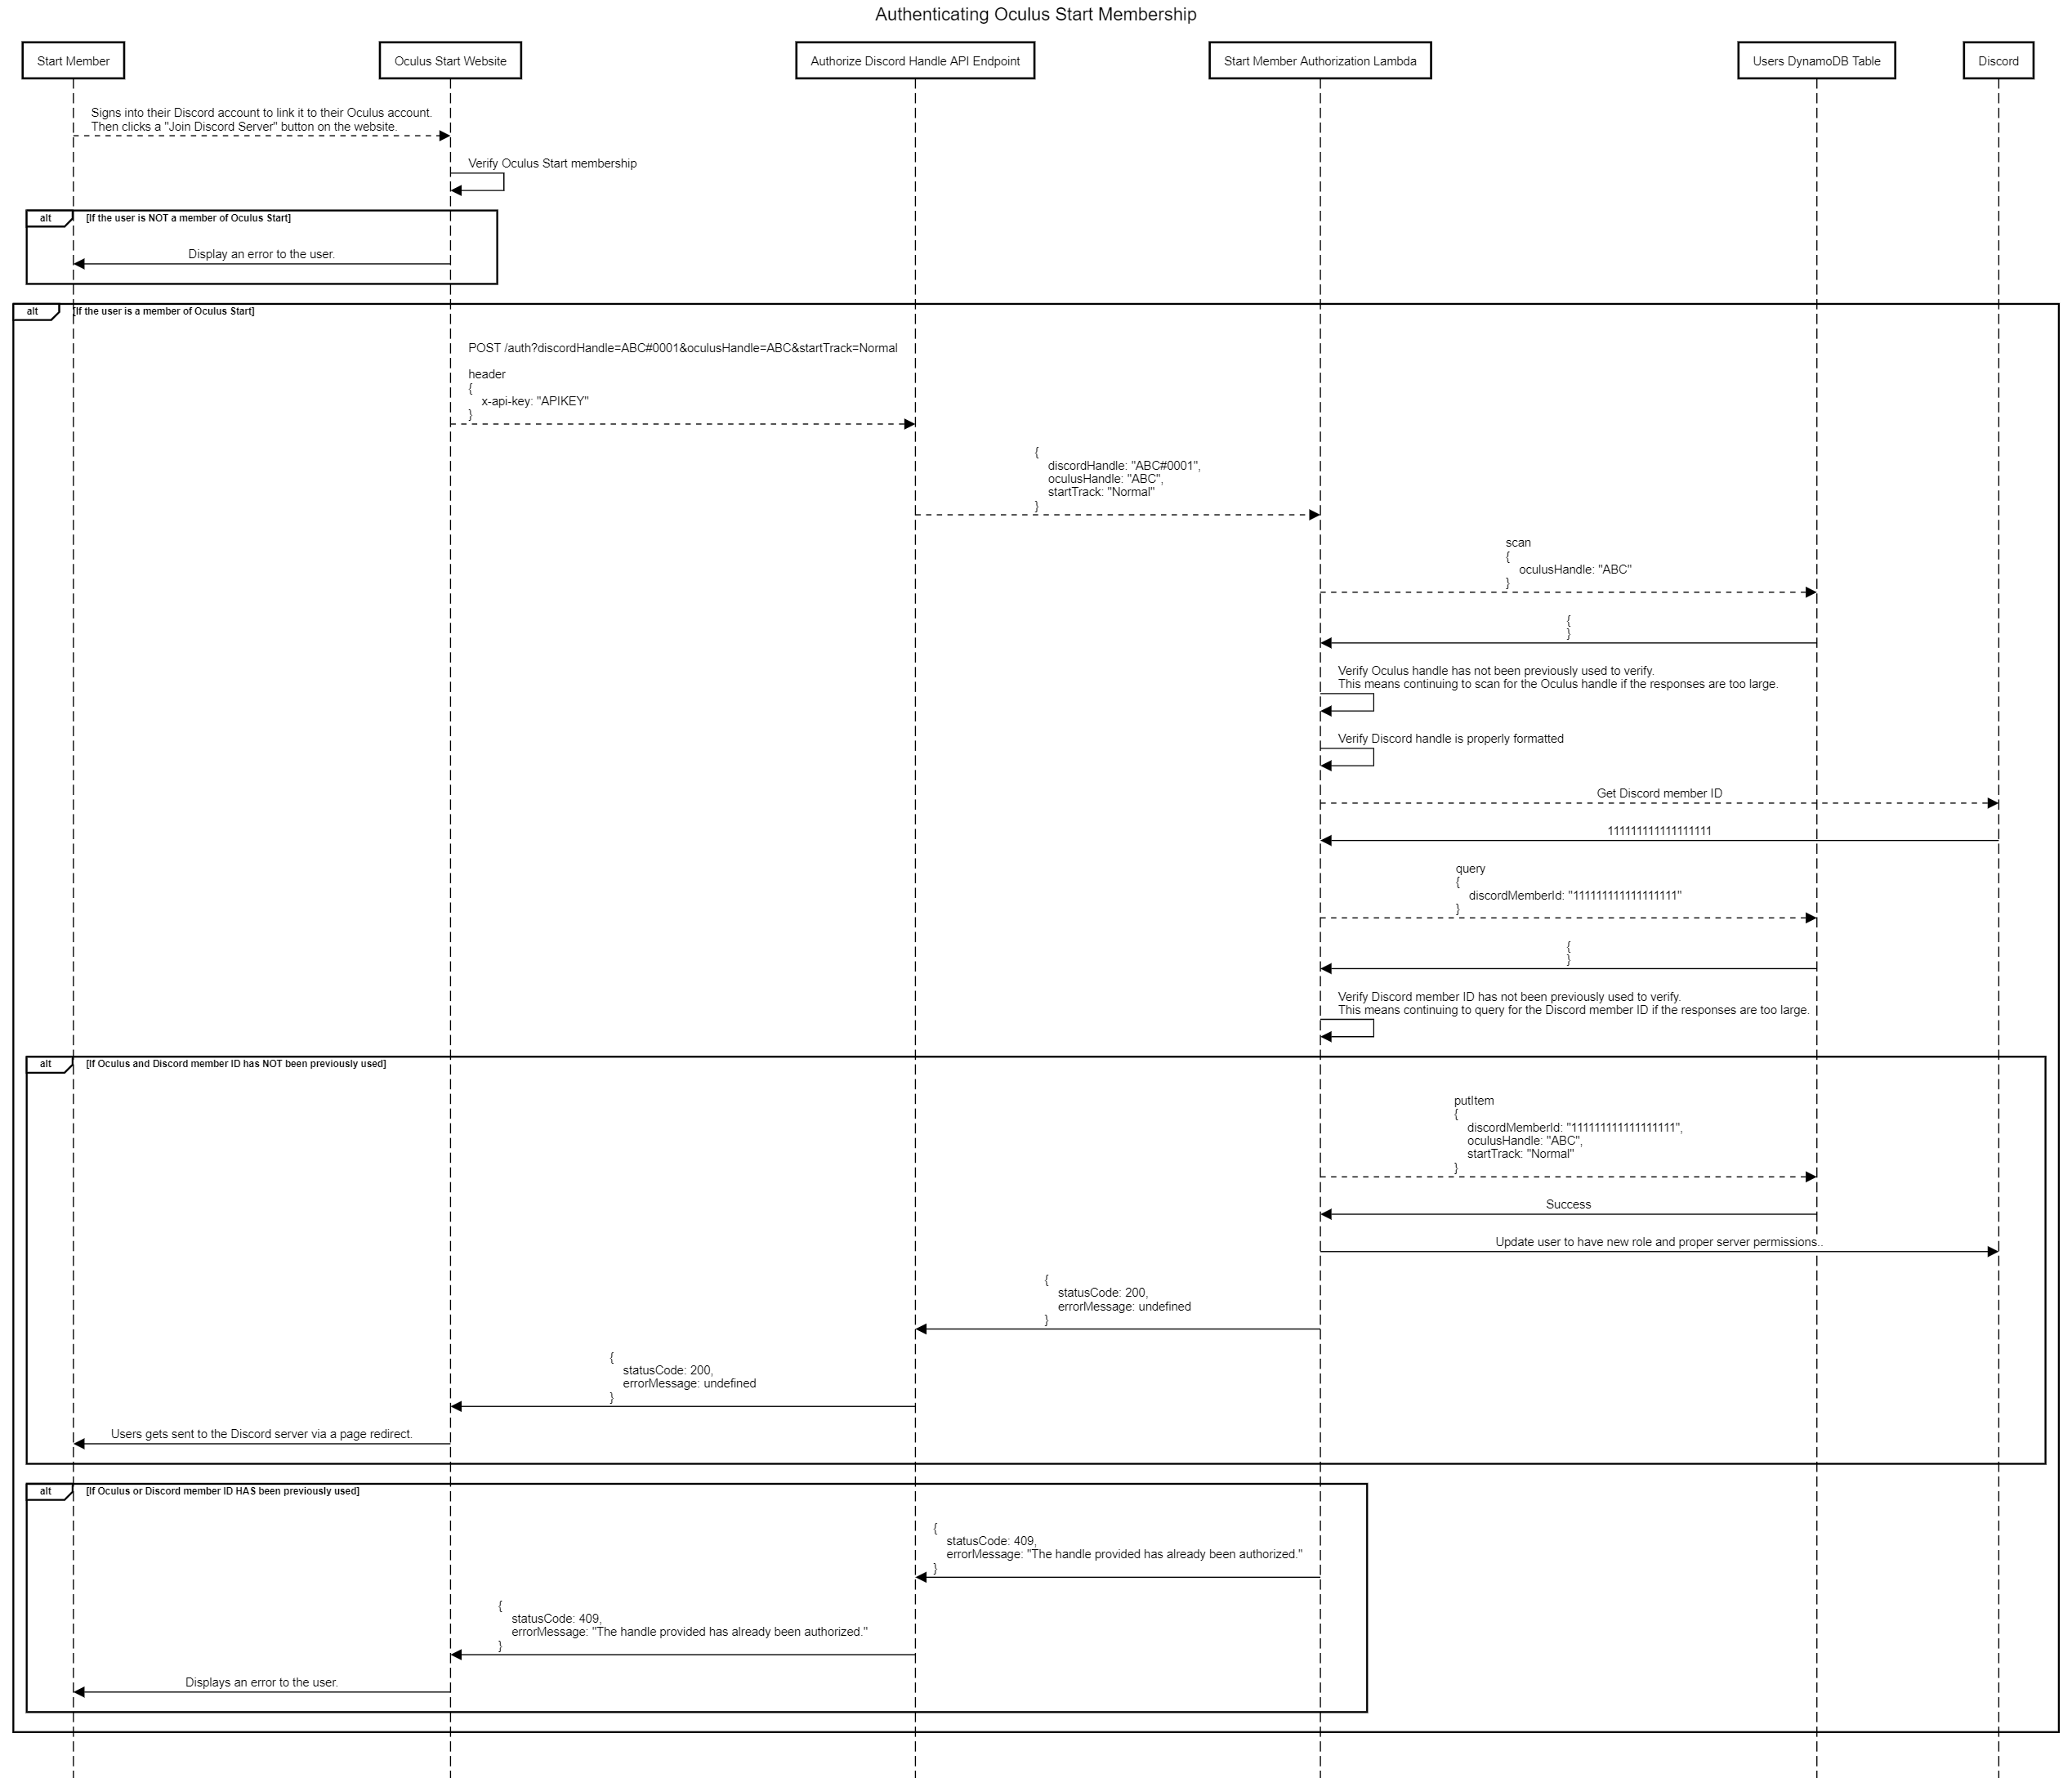 Authenticating Oculus Start Membership
Start Member
Oculus Start Website
Authorize Discord Handle API Endpoint
Start Member Authorization Lambda
Users DynamoDB Table
Discord
Signs into their Discord account to link it to their Oculus account.
Then clicks a "Join Discord Server" button on the website.
Verify Oculus Start membership
alt
[If the user is NOT a member of Oculus Start]
Display an error to the user.
alt
[If the user is a member of Oculus Start]
POST /auth?discordHandle=ABC#0001&oculusHandle=ABC&startTrack=Normal
header
{
x-api-key: "APIKEY"
}
{
discordHandle: "ABC#0001",
oculusHandle: "ABC",
startTrack: "Normal"
}
scan
{
oculusHandle: "ABC"
}
{
}
Verify Oculus handle has not been previously used to verify.
This means continuing to scan for the Oculus handle if the responses are too large.
Verify Discord handle is properly formatted
Get Discord member ID
111111111111111111
query
{
discordMemberId: "111111111111111111"
}
{
}
Verify Discord member ID has not been previously used to verify.
This means continuing to query for the Discord member ID if the responses are too large.
alt
[If Oculus and Discord member ID has NOT been previously used]
putItem
{
discordMemberId: "111111111111111111",
oculusHandle: "ABC",
startTrack: "Normal"
}
Success
Update user to have new role and proper server permissions..
{
statusCode: 200,
errorMessage: undefined
}
{
statusCode: 200,
errorMessage: undefined
}
Users gets sent to the Discord server via a page redirect.
alt
[If Oculus or Discord member ID HAS been previously used]
{
statusCode: 409,
errorMessage: "The handle provided has already been authorized."
}
{
statusCode: 409,
errorMessage: "The handle provided has already been authorized."
}
Displays an error to the user.